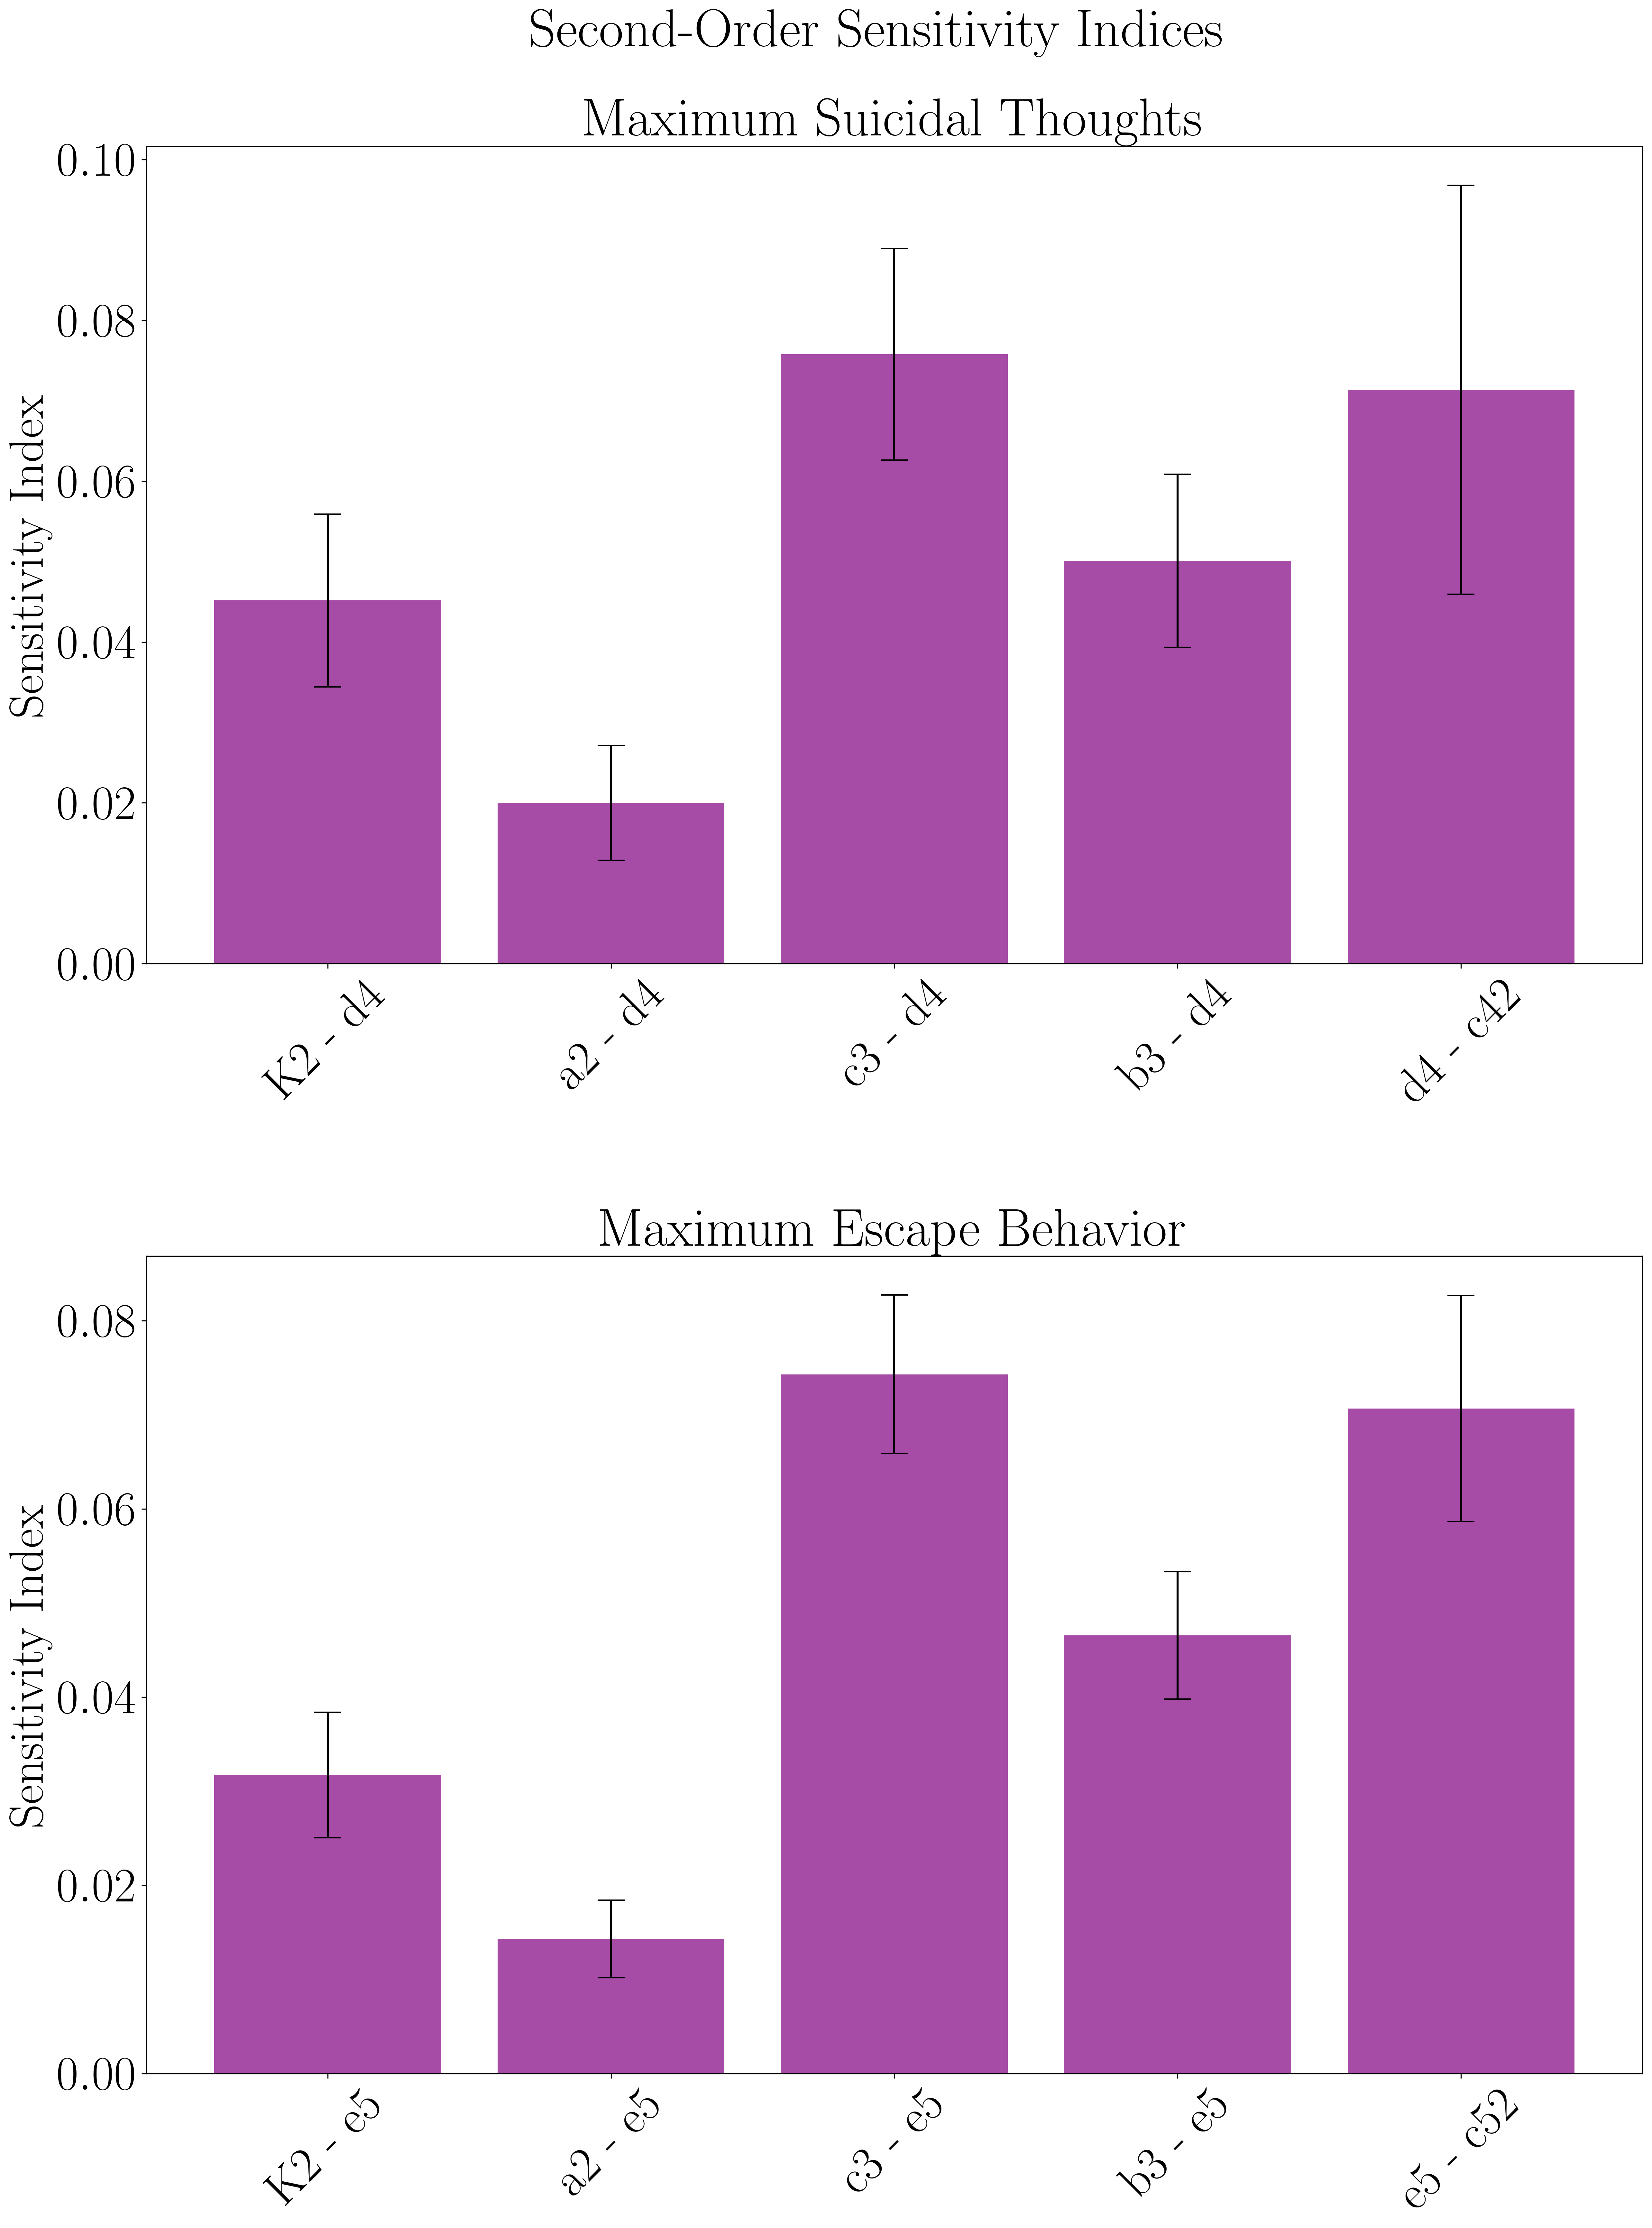 Second-Order Sensitivity Indices
Maximum Suicidal Thoughts
0.10
0.08
0.06
0.04
0.02
0.00
Sensitivity Index
K2 - d4
a2 - d4
c3 - d4
b3 - d4
d4 - c42
Maximum Escape Behavior
0.08
0.06
0.04
0.02
0.00
Sensitivity Index
K2 - e5
a2 - e5
c3 - e5
b3 - e5
e5 - c52